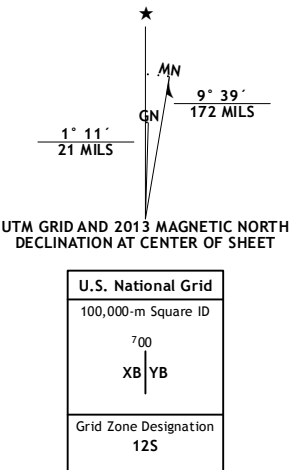 ★
MN
9° 39´
172 MILS
GN
1° 11´
21 MILS
UTM GRID AND 2013 MAGNETIC NORTH
DECLINATION AT CENTER OF SHEET
U.S. National Grid
100,000-m Square ID
⁷00
XB YB
Grid Zone Designation
12S